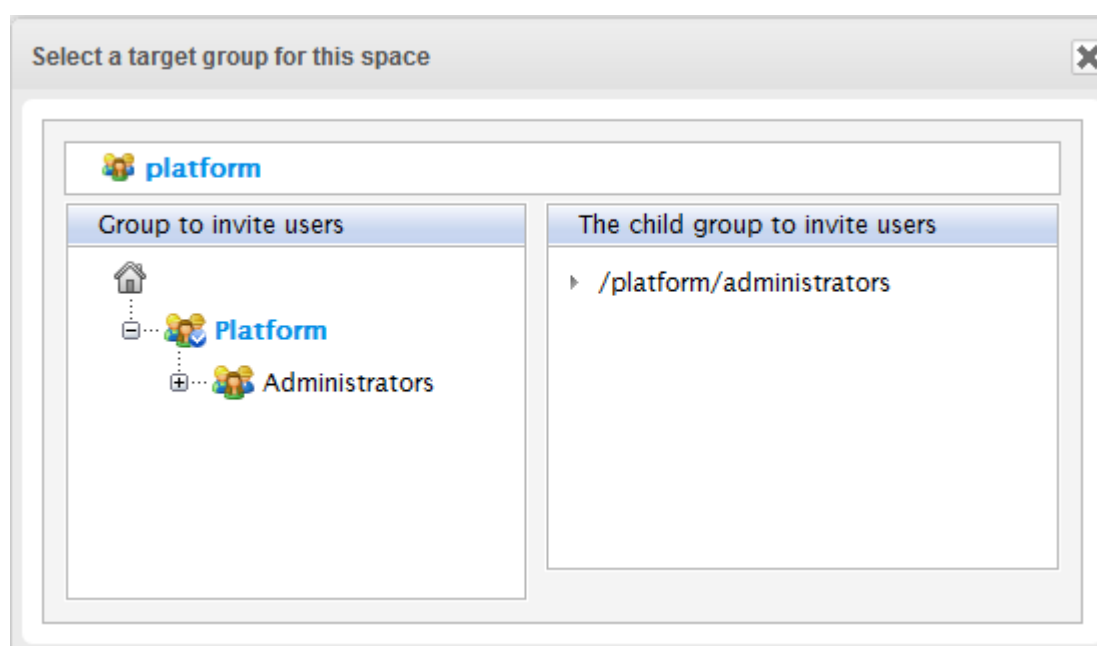 Select a target group for this space
platform
Group to invite users
Platform
Administrators
The child group to invite users
/platform/administrators